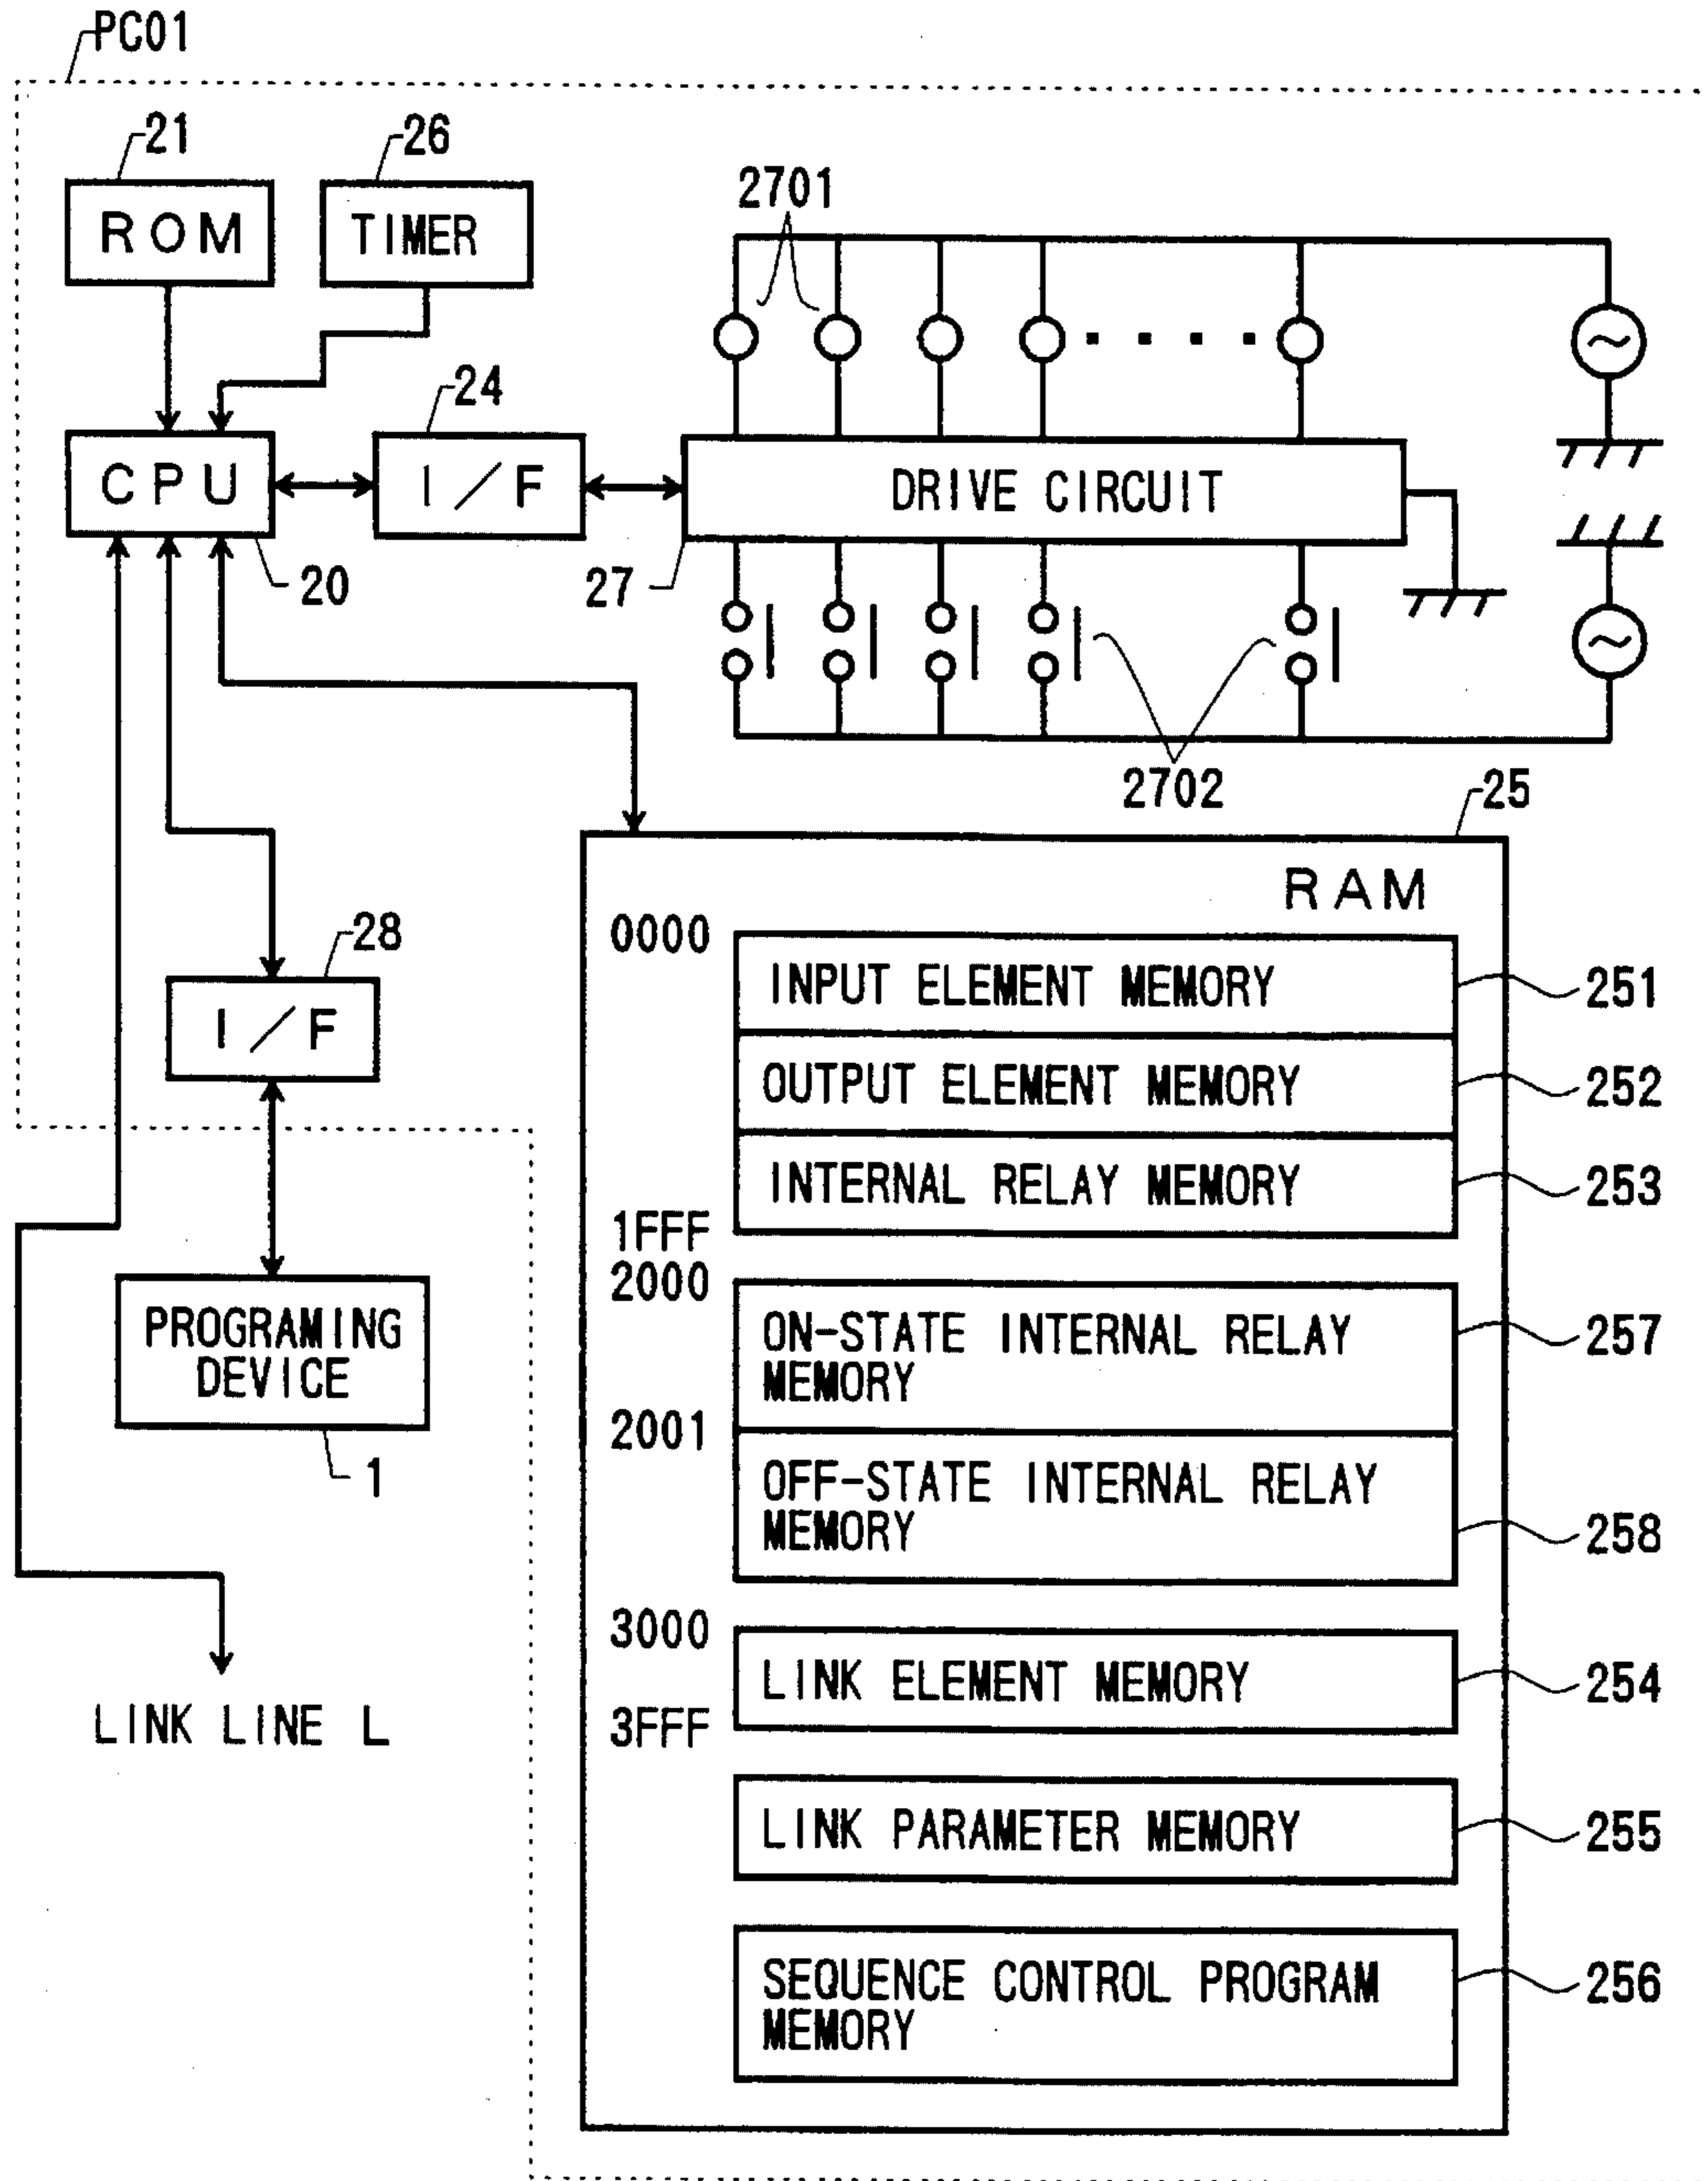 PC01
21
26
ROM
TIMER
2701
24
CPU
I/F
DRIVE CIRCUIT
20
27
2702
25
RAM
28
I/F
0000
INPUT ELEMENT MEMORY
251
OUTPUT ELEMENT MEMORY
252
INTERNAL RELAY MEMORY
253
1FFF
2000
ON-STATE INTERNAL RELAY
MEMORY
257
2001
OFF-STATE INTERNAL RELAY
MEMORY
258
PROGRAMING
DEVICE
1
3000
LINK ELEMENT MEMORY
254
3FFF
LINK LINE L
LINK PARAMETER MEMORY
255
SEQUENCE CONTROL PROGRAM
MEMORY
256